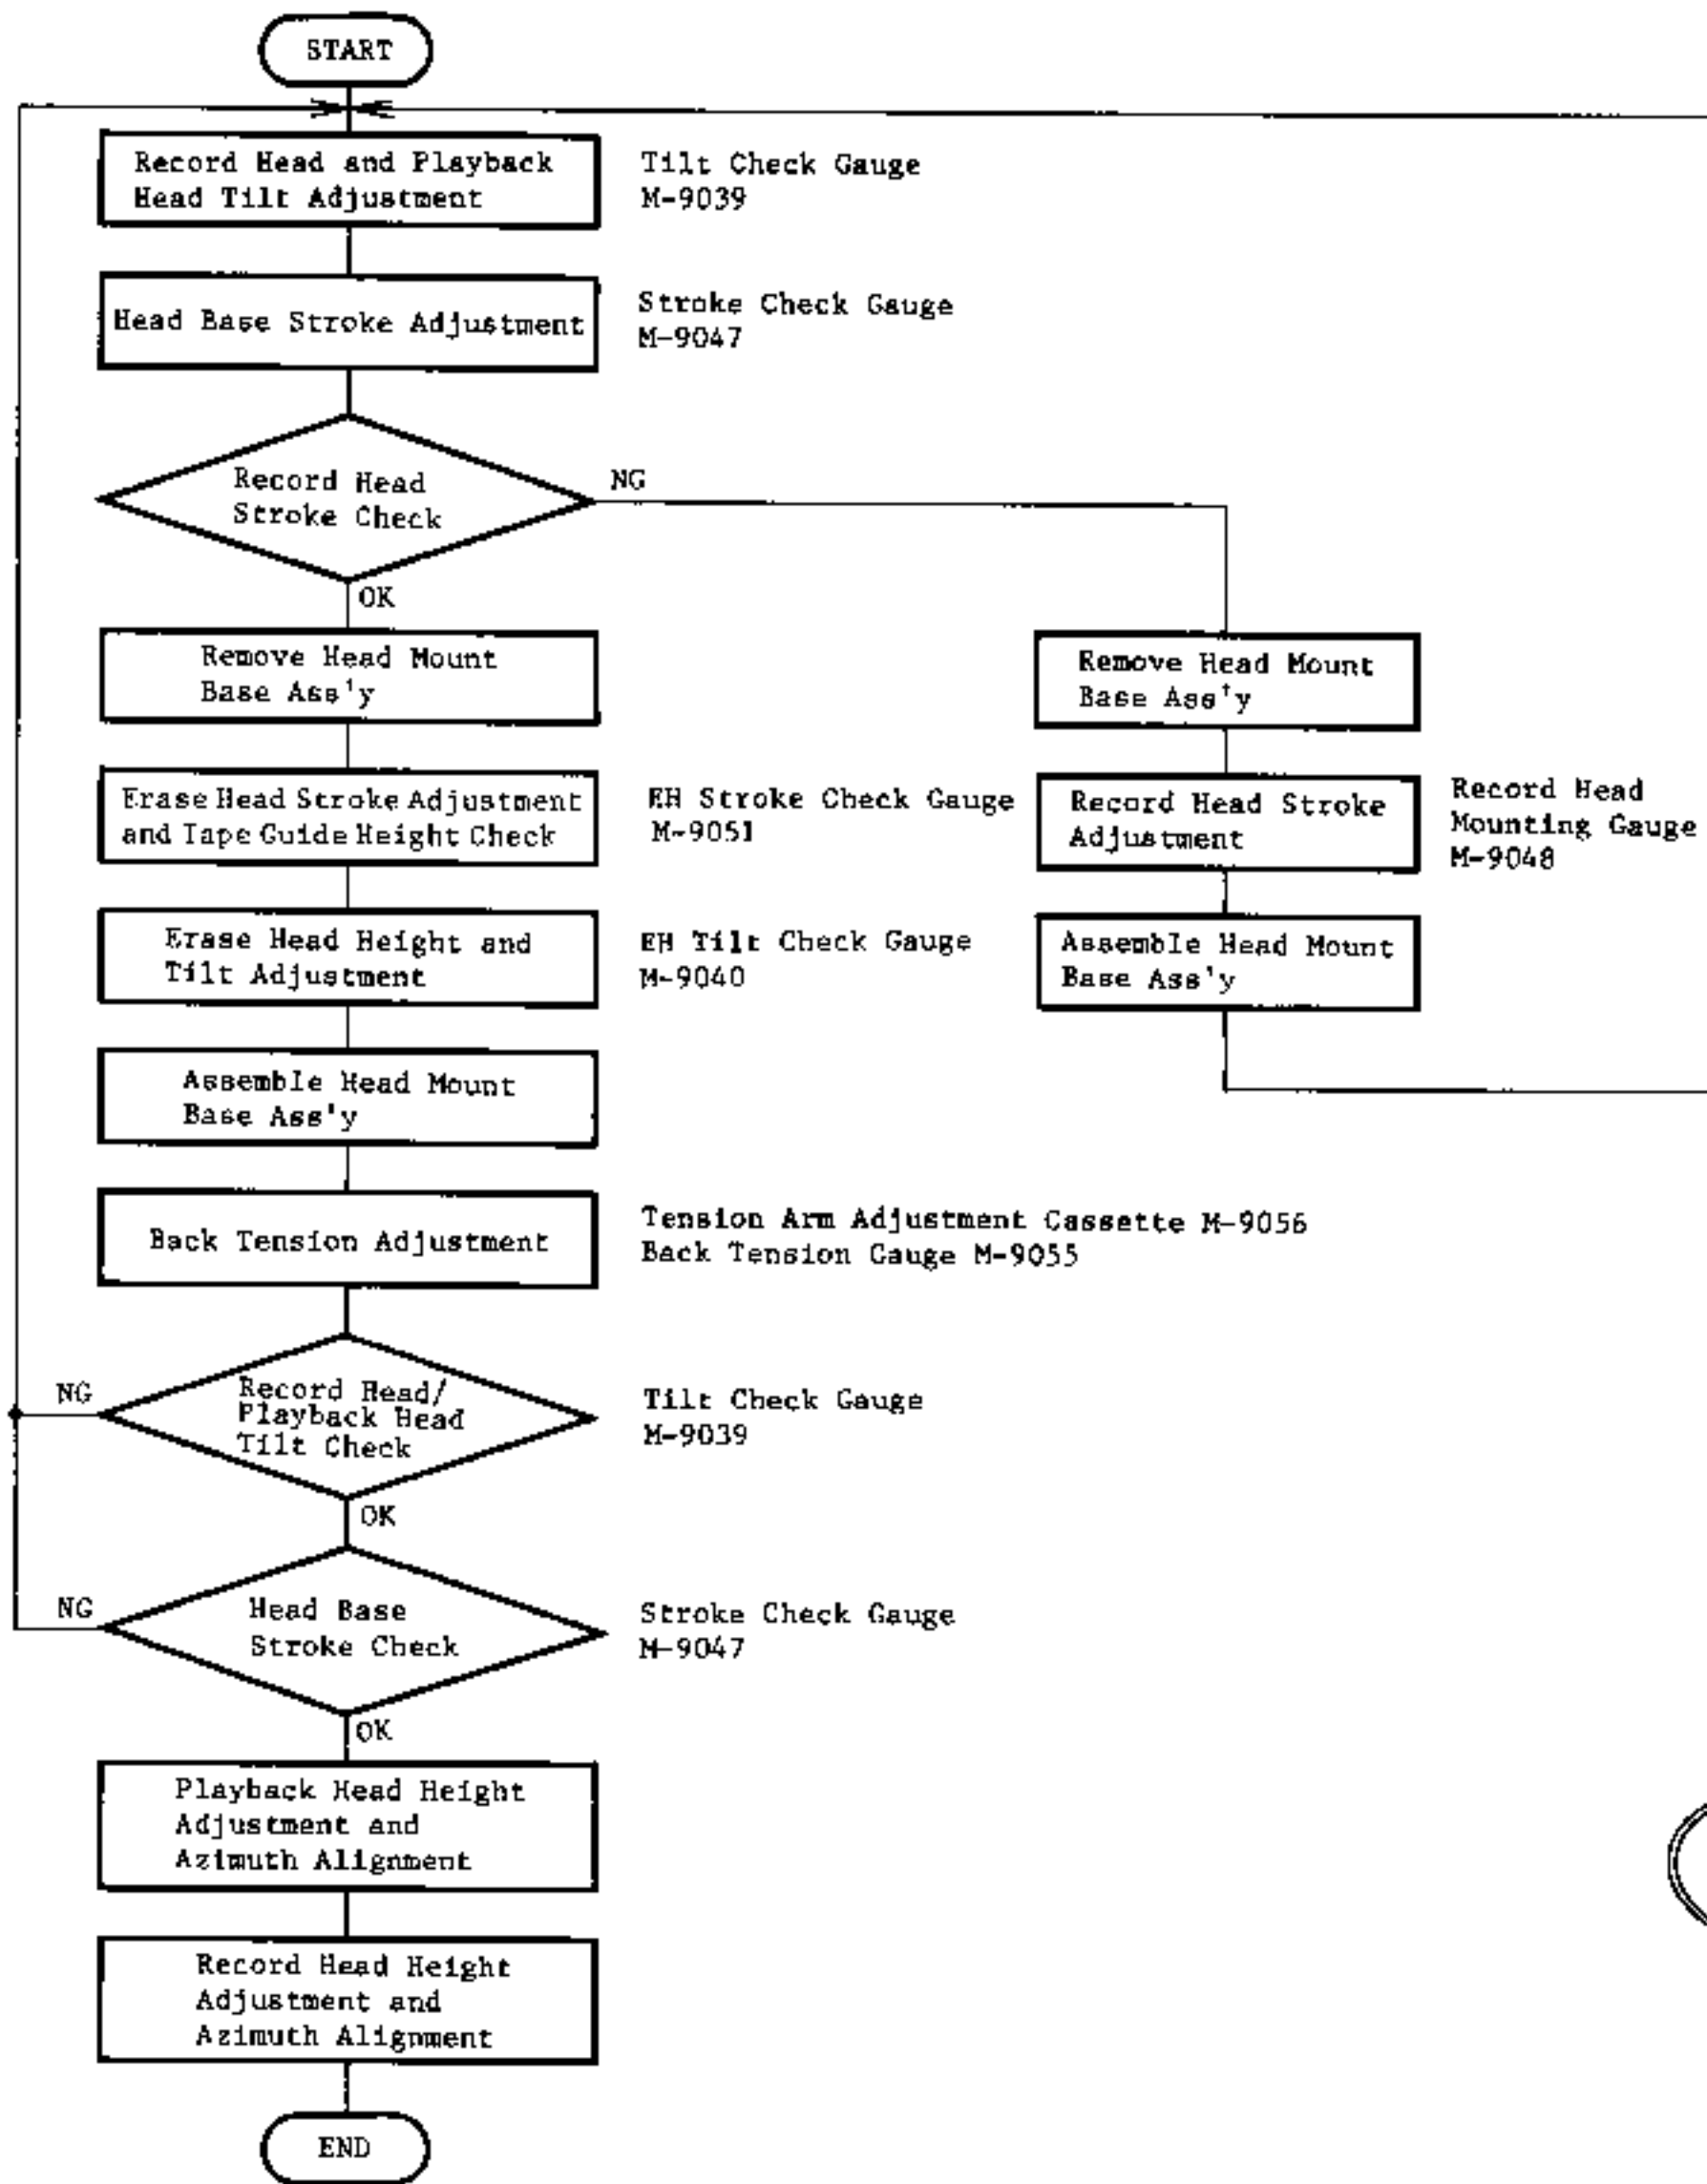 START
Record Head and Playback
Head Tilt Adjustment
Tilt Check Gauge
M-9039
Head Base Stroke Adjustment
Stroke Check Gauge
M-9047
Record Head
Stroke Check
NG
OK
Remove Head Mount
Base Ass'y
Remove Head Mount
Base Ass'y
Erase Head Stroke Adjustment
and Tape Guide Height Check
EH Stroke Check Gauge
M-9051
Record Head Stroke
Adjustment
Record Head
Mounting Gauge
M-9048
Erase Head Height and
Tilt Adjustment
EH Tilt Check Gauge
M-9040
Assemble Head Mount
Base Ass'y
Assemble Head Mount
Base Ass'y
Back Tension Adjustment
Tension Arm Adjustment Cassette M-9056
Back Tension Gauge M-9055
NG
Record Head/
Playback Head
Tilt Check
Tilt Check Gauge
M-9039
OK
NG
Head Base
Stroke Check
Stroke Check Gauge
M-9047
OK
Playback Head Height
Adjustment and
Azimuth Alignment
Record Head Height
Adjustment and
Azimuth Alignment
END